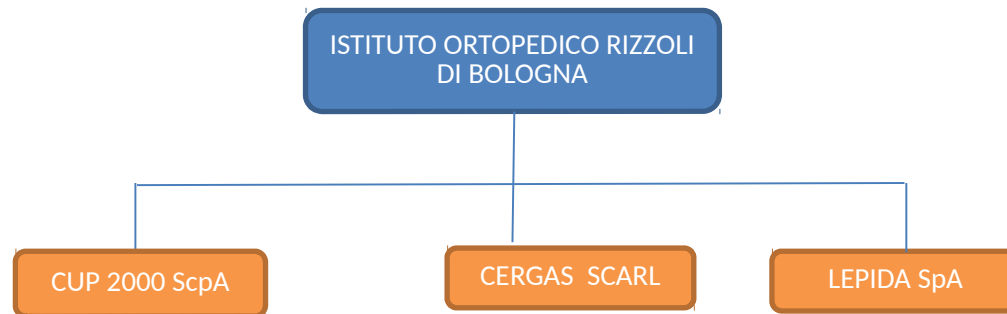 ISTITUTO ORTOPEDICO RIZZOLI
DI BOLOGNA
CUP 2000 ScpA
CERGAS SCARL
LEPIDA SpA